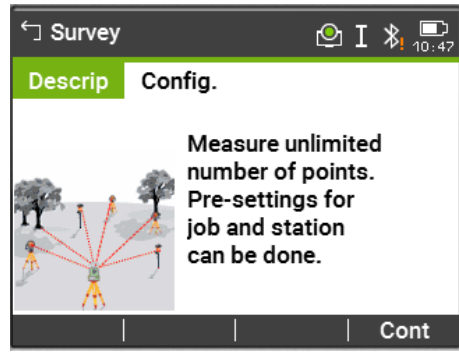 Survey
I
10:47
Descrip Config.
Measure unlimited
number of points.
Pre-settings for
job and station
can be done.
Cont